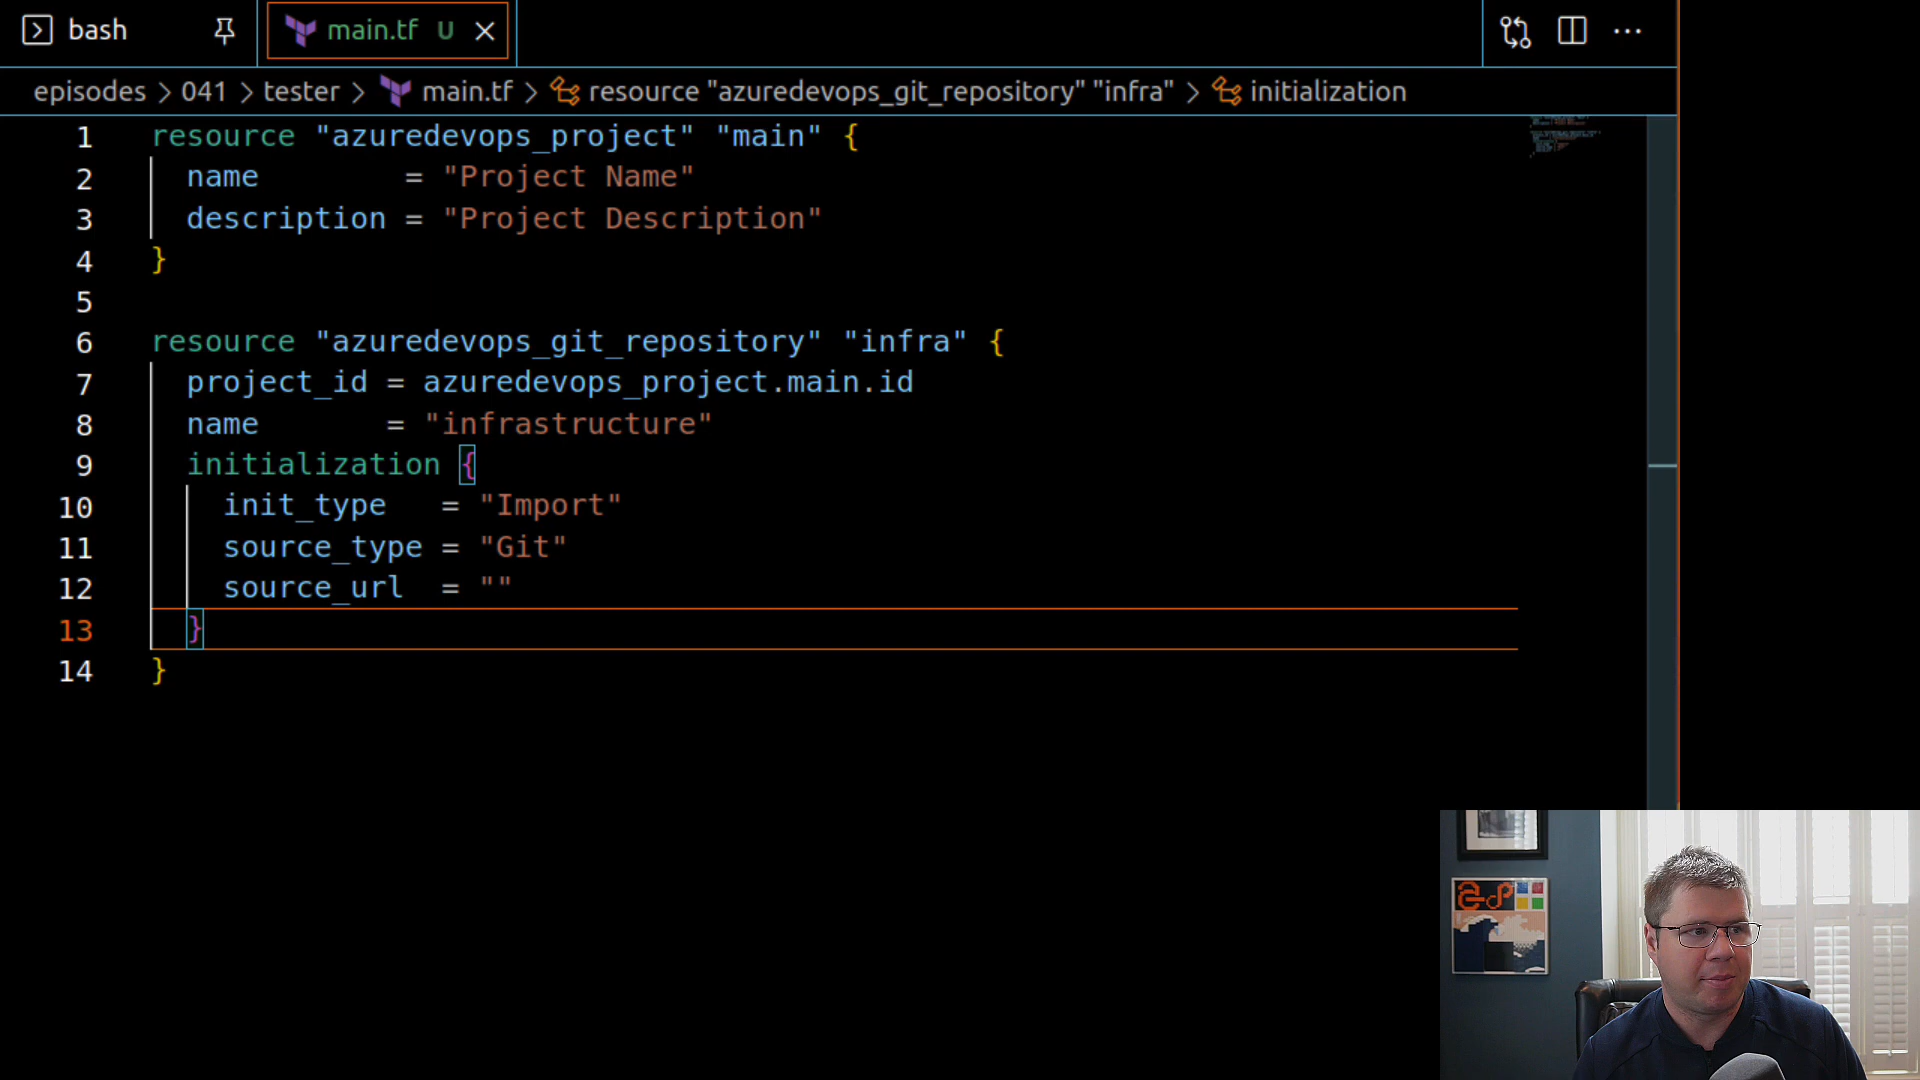 bash main.tf U
episodes > 041 > tester > main.tf > resource "azuredevops_git_repository" "infra" > initialization
1 resource "azuredevops_project" "main" {
2 name = "Project Name"
3 description = "Project Description"
4 }
5
6 resource "azuredevops_git_repository" "infra" {
7 project_id = azuredevops_project.main.id
8 name = "infrastructure"
9 initialization {
10 init_type = "Import"
11 source_type = "Git"
12 source_url = ""
13 }
14 }